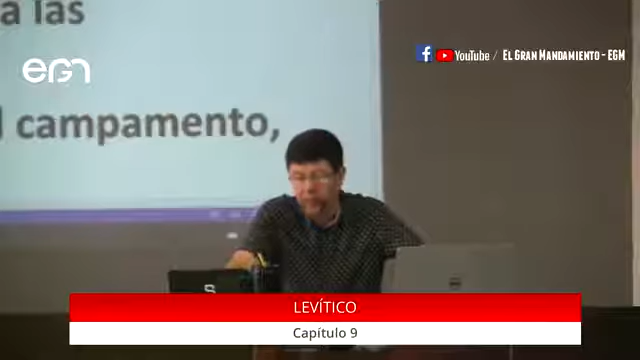 a las
campamento,
egm
YouTube / El Gran Mandamiento - EGM
LEVÍTICO
Capítulo 9